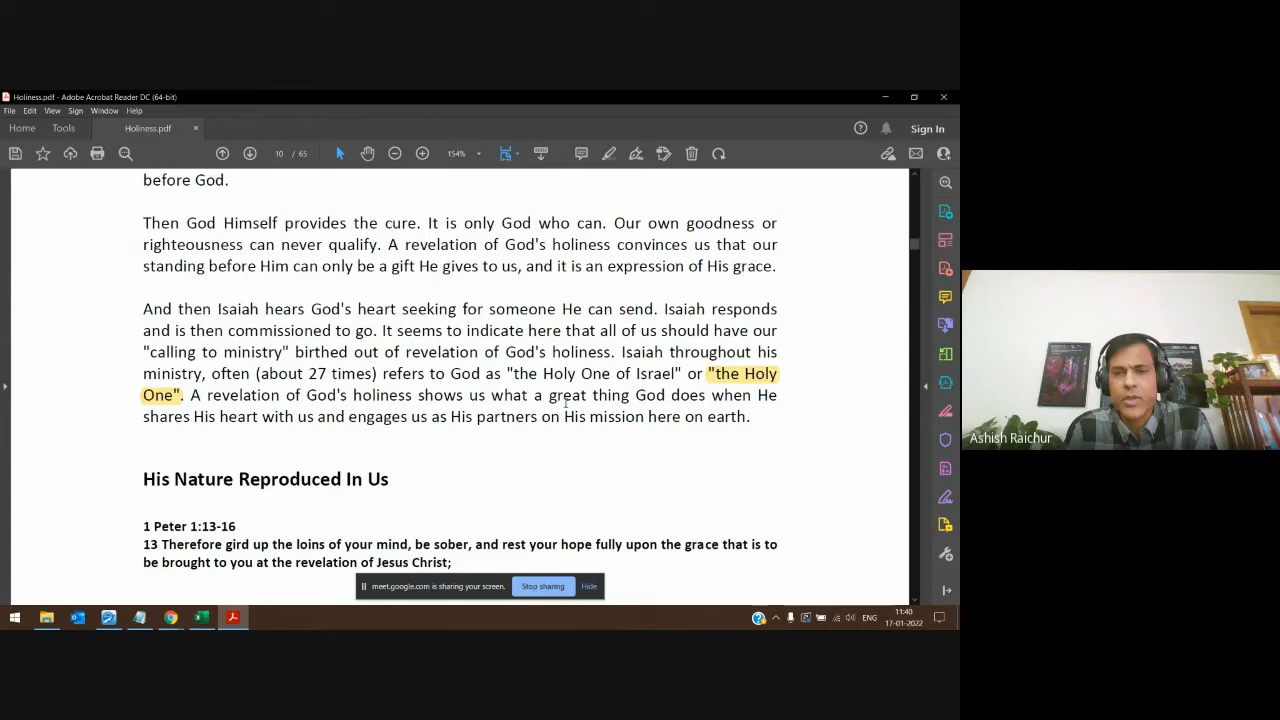 Holiness.pdf - Adobe Acrobat Reader DC (64-bit)
File Edit View Sign Window Help
Home Tools Holiness.pdf × Sign In
10 / 65 154%
before God.
Then God Himself provides the cure. It is only God who can. Our own goodness or
righteousness can never qualify. A revelation of God's holiness convinces us that our
standing before Him can only be a gift He gives to us, and it is an expression of His grace.
And then Isaiah hears God's heart seeking for someone He can send. Isaiah responds
and is then commissioned to go. It seems to indicate here that all of us should have our
"calling to ministry" birthed out of revelation of God's holiness. Isaiah throughout his
ministry, often (about 27 times) refers to God as "the Holy One of Israel" or "the Holy
One". A revelation of God's holiness shows us what a great thing God does when He
shares His heart with us and engages us as His partners on His mission here on earth.
His Nature Reproduced In Us
1 Peter 1:13-16
13 Therefore gird up the loins of your mind, be sober, and rest your hope fully upon the grace that is to
be brought to you at the revelation of Jesus Christ;
meet.google.com is sharing your screen. Stop sharing Hide
ENG 11:40
17-01-2022
Ashish Raichur